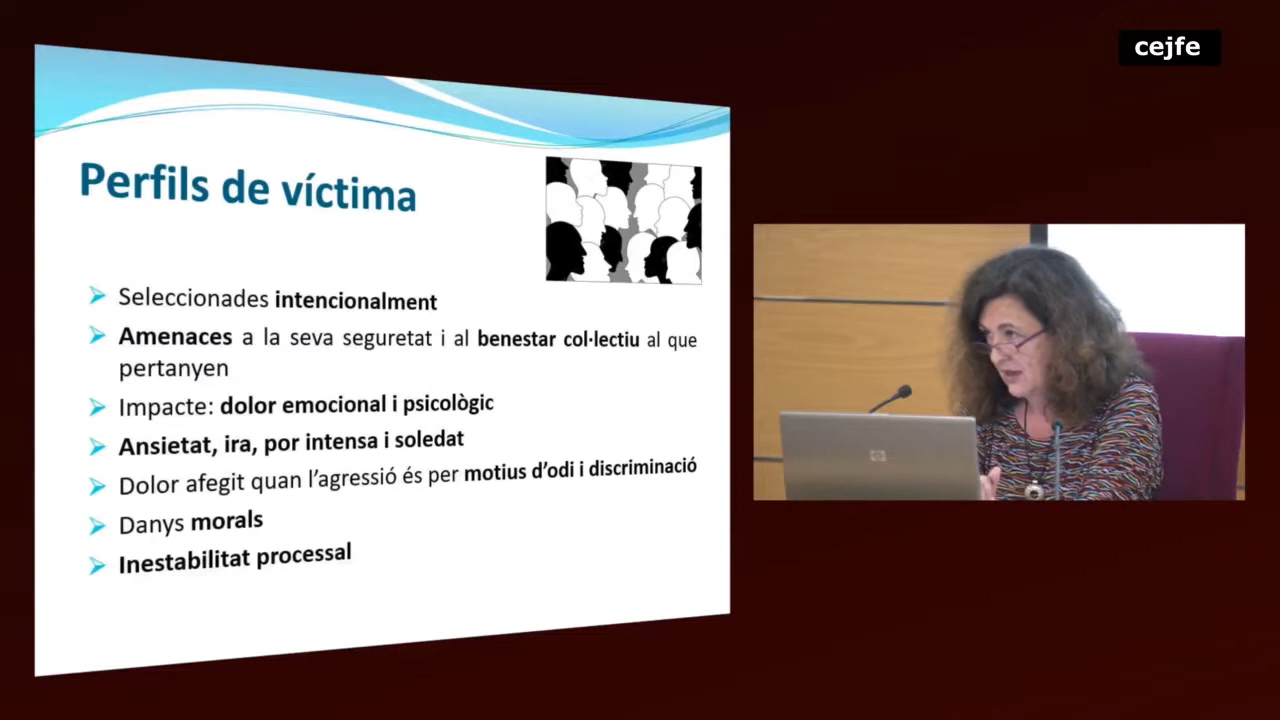 cejfe
Perfils de víctima
Seleccionades intencionalment
Amenaces a la seva seguretat i al benestar col·lectiu al que
pertanyen
Impacte: dolor emocional i psicològic
Ansietat, ira, por intensa i soledat
Dolor afegit quan l'agressió és per motius d'odi i discriminació
Danys morals
Inestabilitat processal
hp